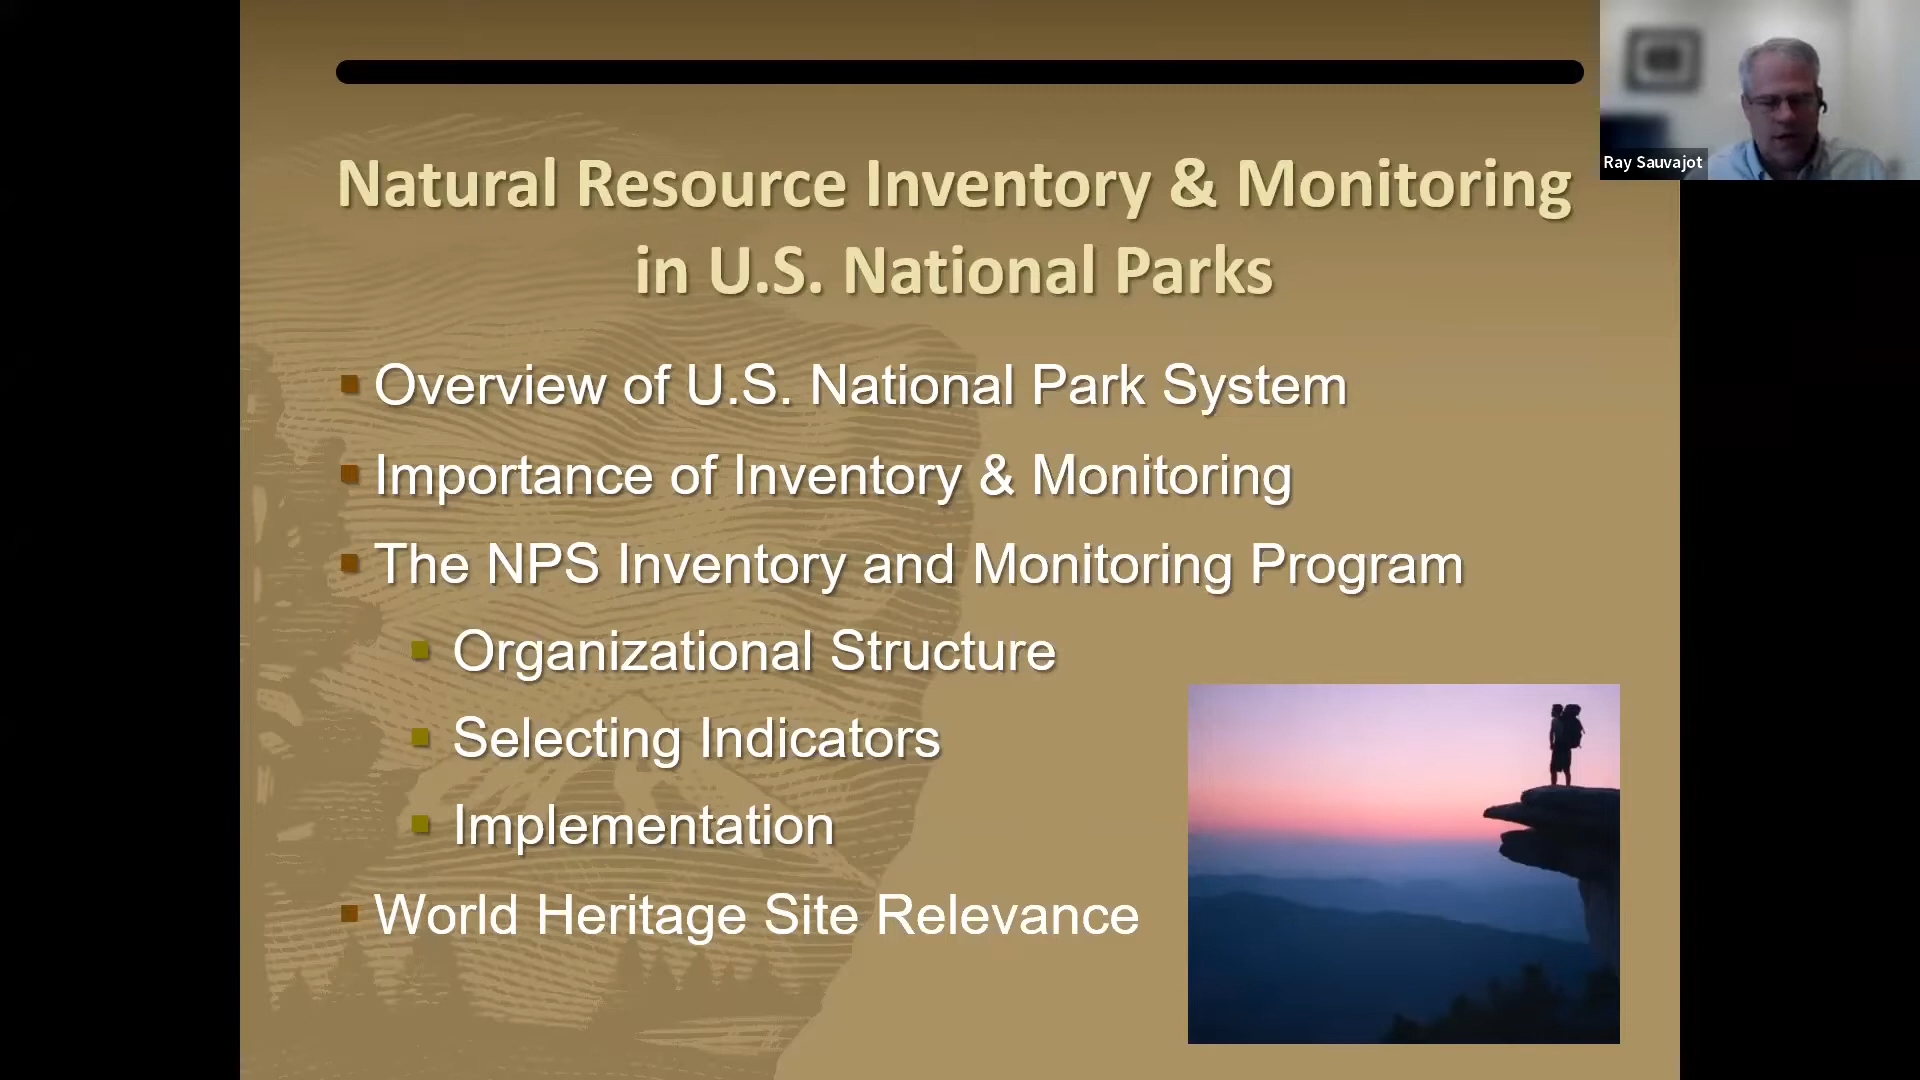 Natural Resource Inventory & Monitoring
in U.S. National Parks
Overview of U.S. National Park System
Importance of Inventory & Monitoring
The NPS Inventory and Monitoring Program
Organizational Structure
Selecting Indicators
Implementation
World Heritage Site Relevance
Ray Sauvajot